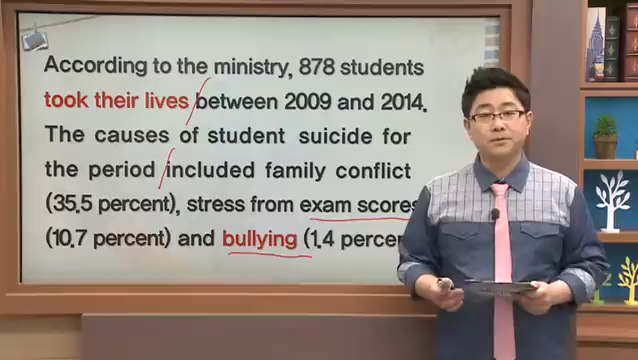 According to the ministry, 878 students
took their lives between 2009 and 2014.
The causes of student suicide for
the period included family conflict
(35.5 percent), stress from exam scores
(10.7 percent) and bullying (1.4